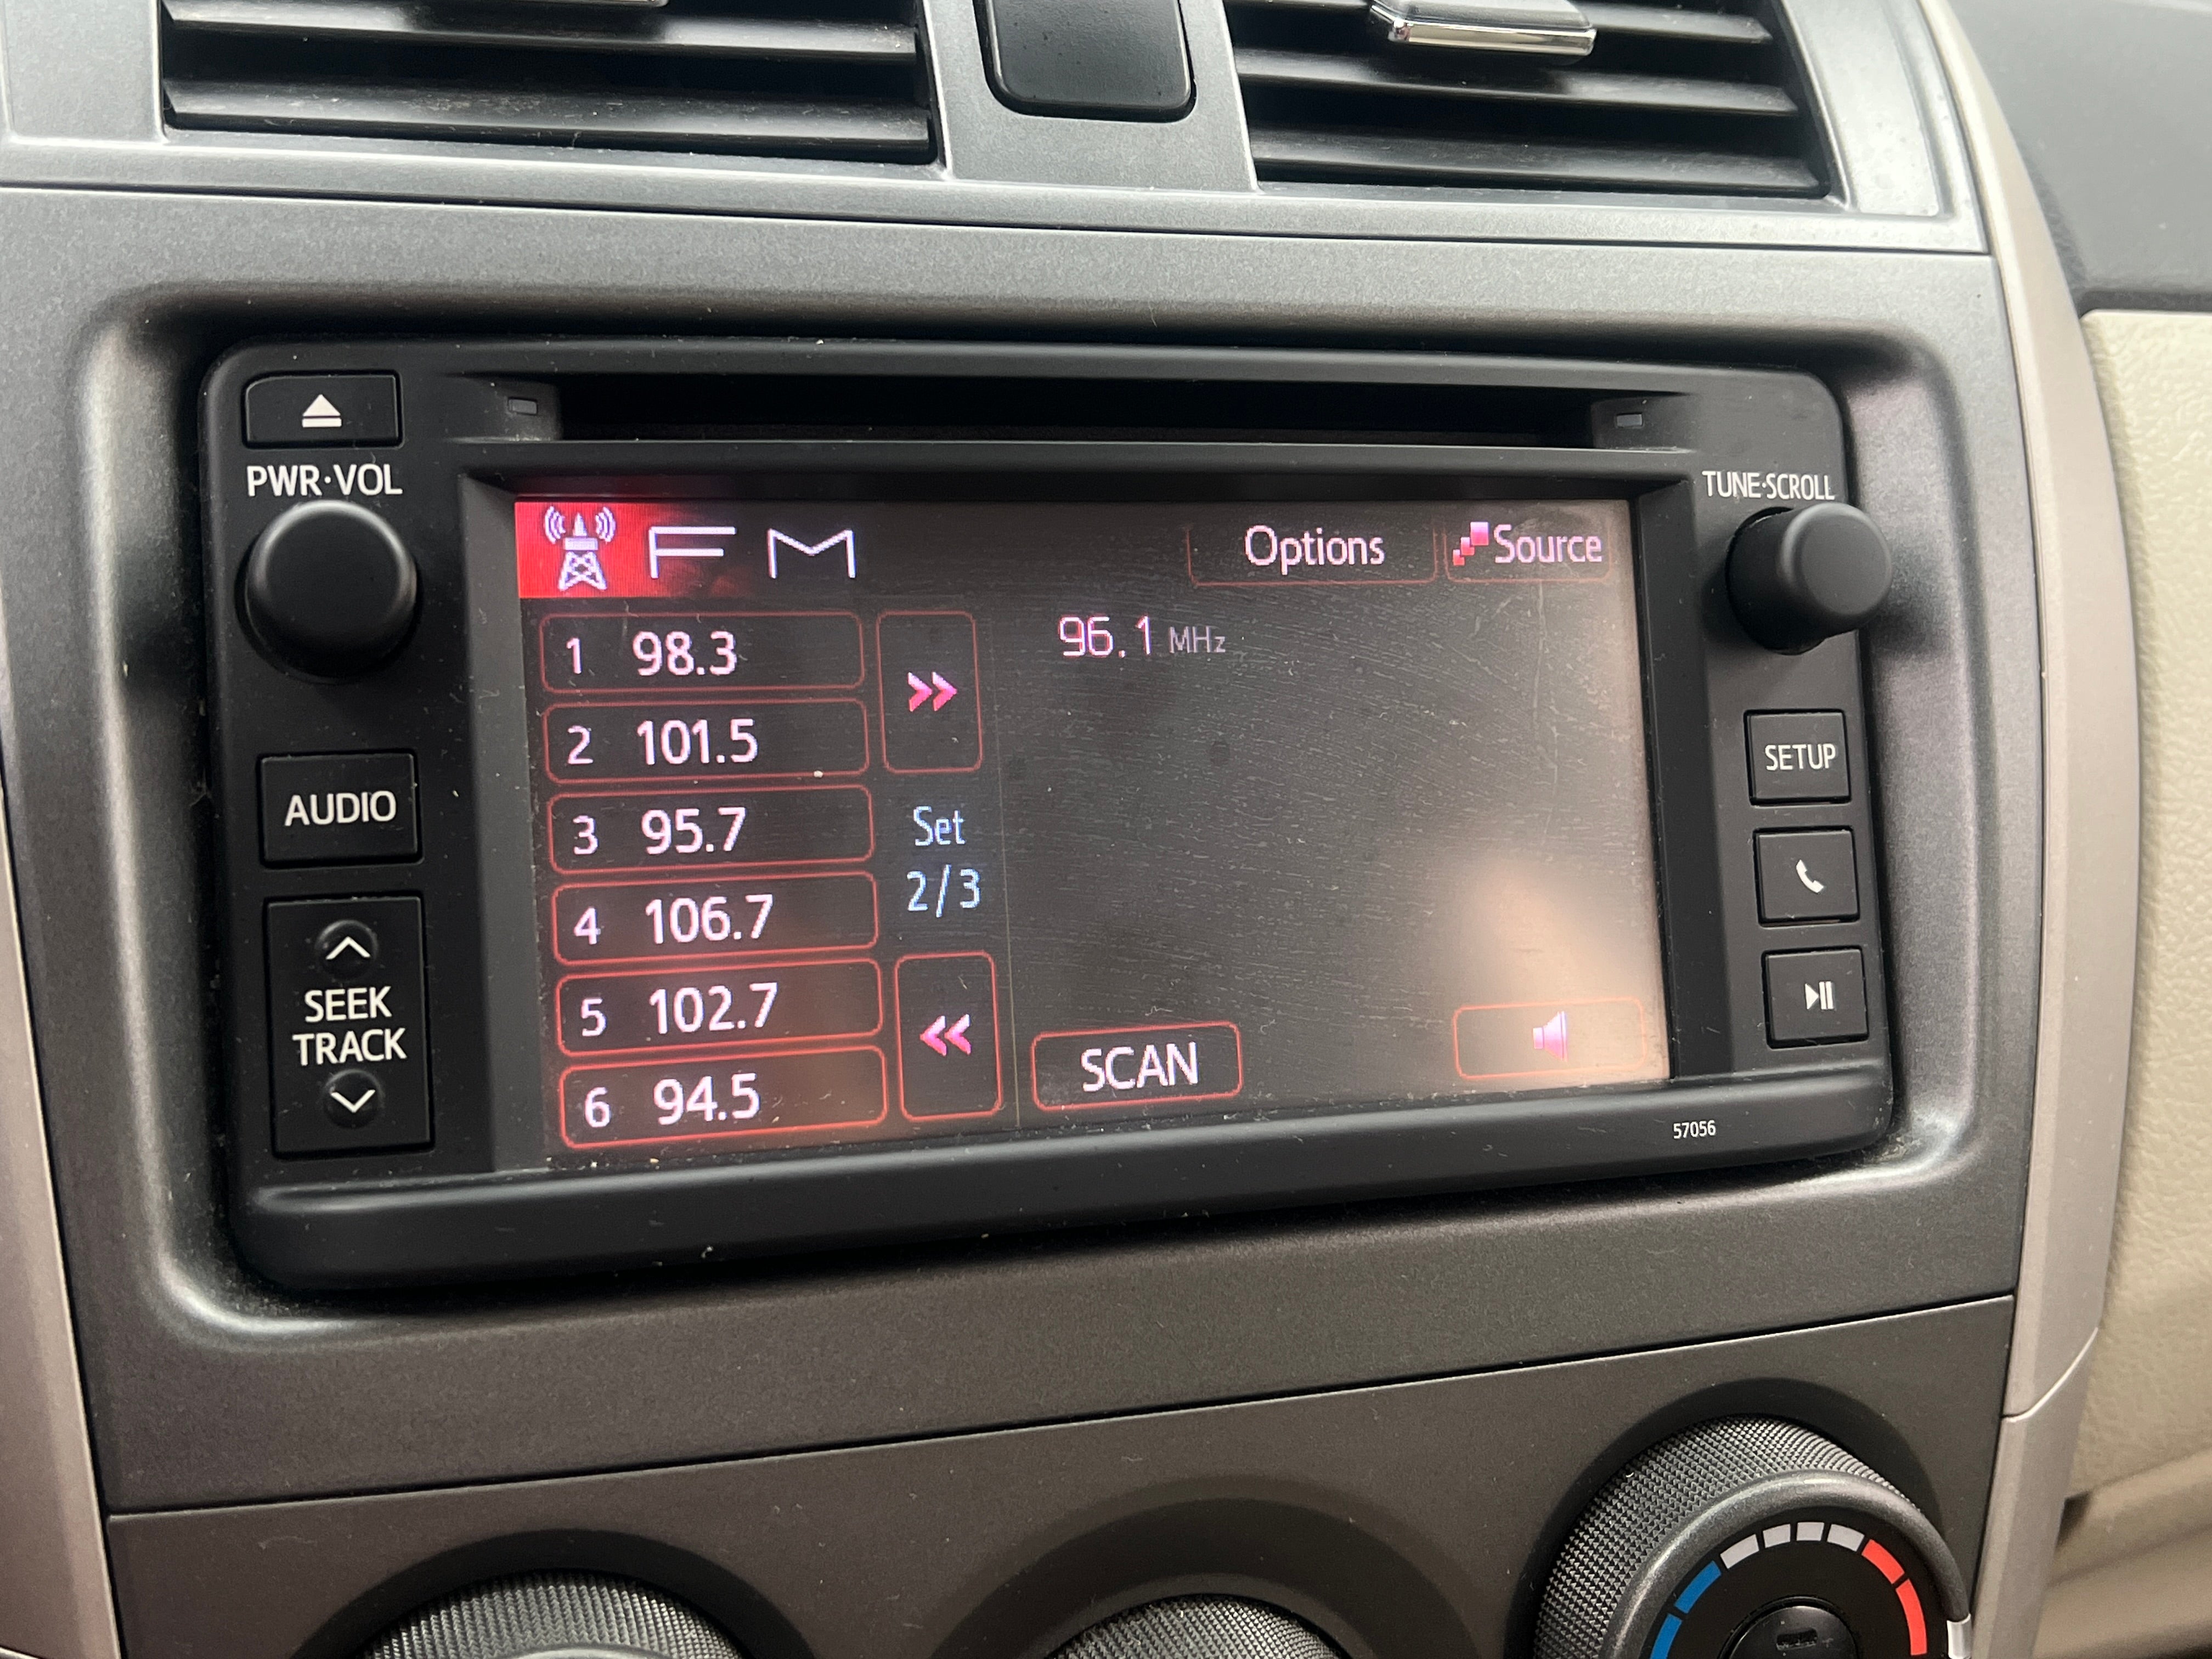 PWR·VOL
TUNE·SCROLL
FM
Options
Source
1 98.3
96.1 MHz
2 101.5
SETUP
AUDIO
3 95.7
Set
2/3
4 106.7
SEEK
TRACK
5 102.7
SCAN
6 94.5
57056